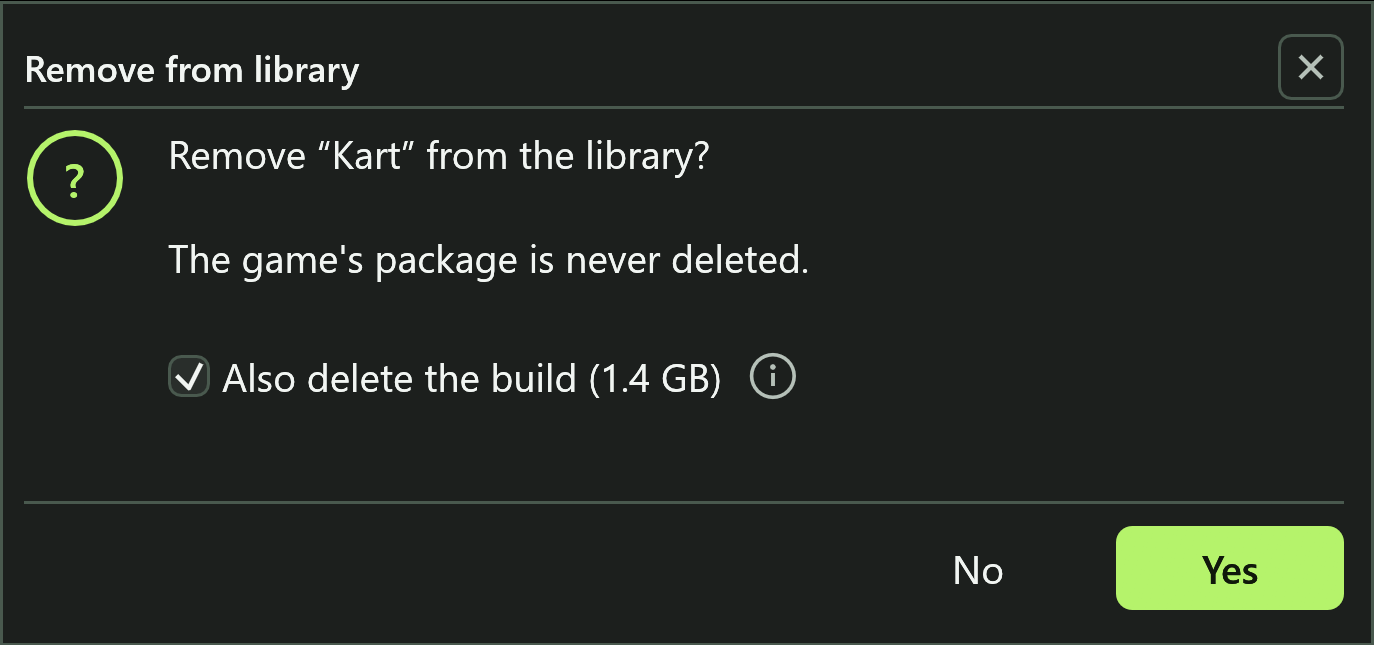 Remove from library
?
Remove “Kart” from the library?
The game's package is never deleted.
Also delete the build (1.4 GB)
i
No
Yes